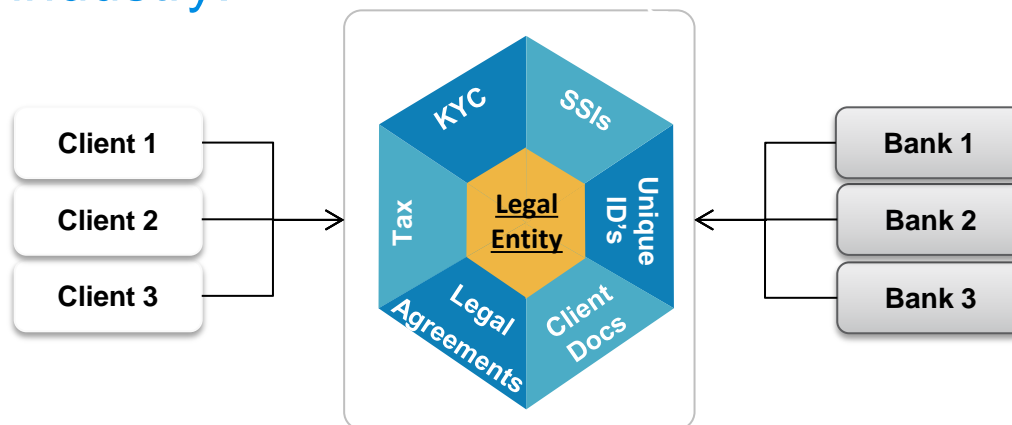 KYC
SSIs
Client 1
Client 2
Client 3
Tax
Legal
Entity
Unique
ID's
Legal
Agreements
Client
Docs
Bank 1
Bank 2
Bank 3